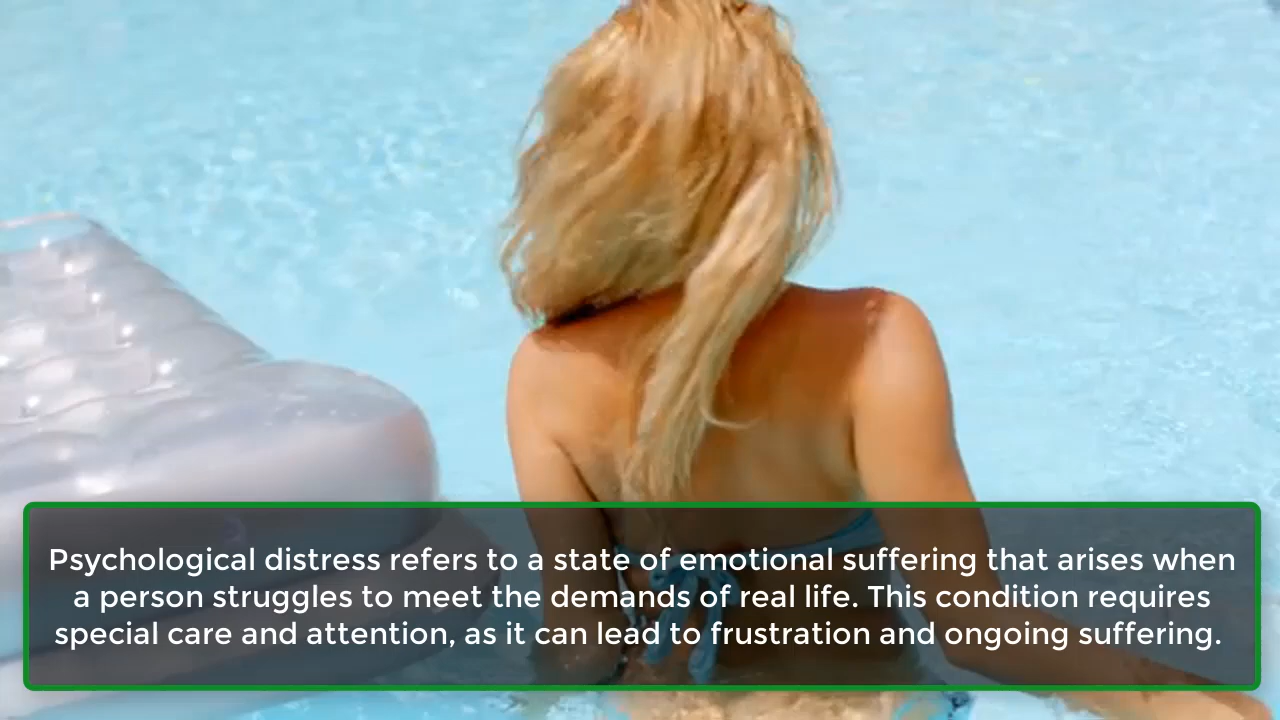 Psychological distress refers to a state of emotional suffering that arises when
a person struggles to meet the demands of real life. This condition requires
special care and attention, as it can lead to frustration and ongoing suffering.